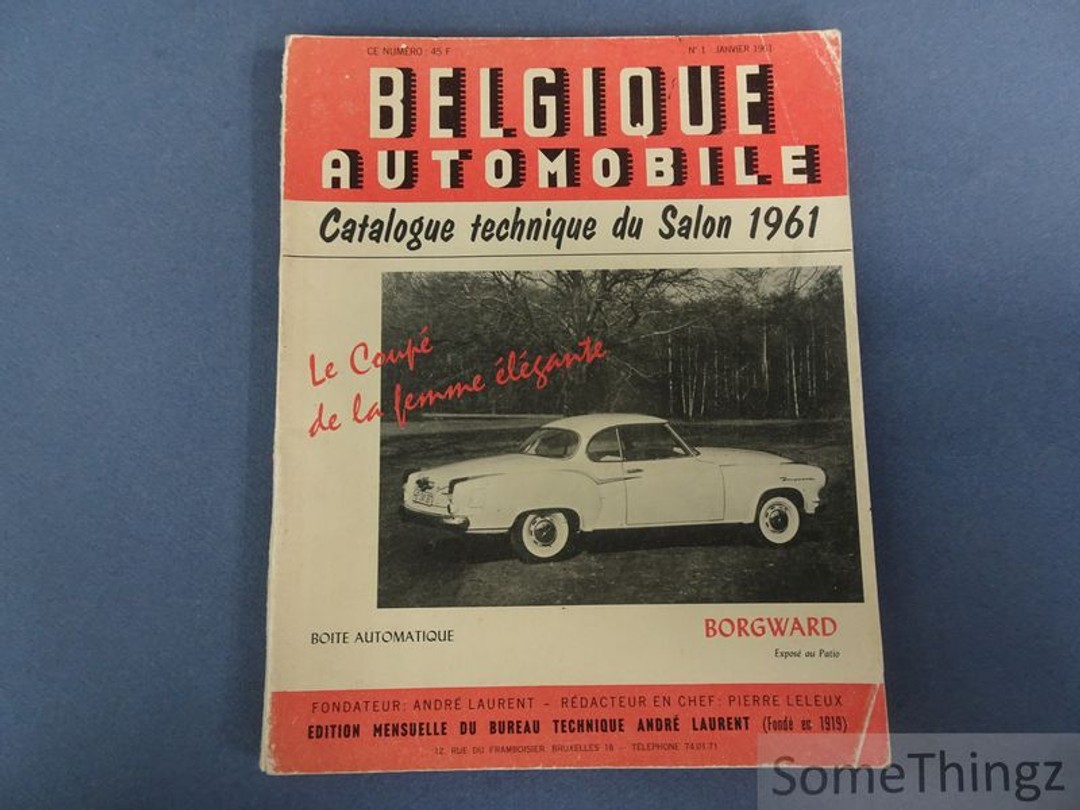 CE NUMÉRO : 45 F
N° 1 JANVIER 1961
BELGIQUE
AUTOMOBILE
Catalogue technique du Salon 1961
Le Coupé
de la femme élégante
BOITE AUTOMATIQUE
BORGWARD
Exposé au Patio
FONDATEUR: ANDRÉ LAURENT - RÉDACTEUR EN CHEF: PIERRE LELEUX
EDITION MENSUELLE DU BUREAU TECHNIQUE ANDRÉ LAURENT (Fondé en 1919)
12, RUE DU FRAMBOISIER BRUXELLES 18 - TÉLÉPHONE 74.01.71
SomeThingz